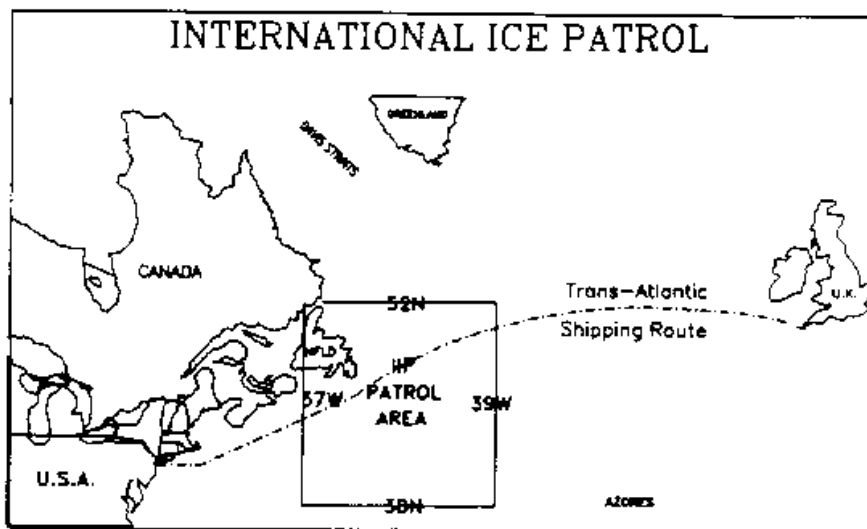 INTERNATIONAL ICE PATROL
GREENLAND
DAVIS STRAITS
CANADA
U.K.
Trans-Atlantic
52N
Shipping Route
NFLD
IIP
37W
PATROL
39W
AREA
U.S.A.
38N
AZORES